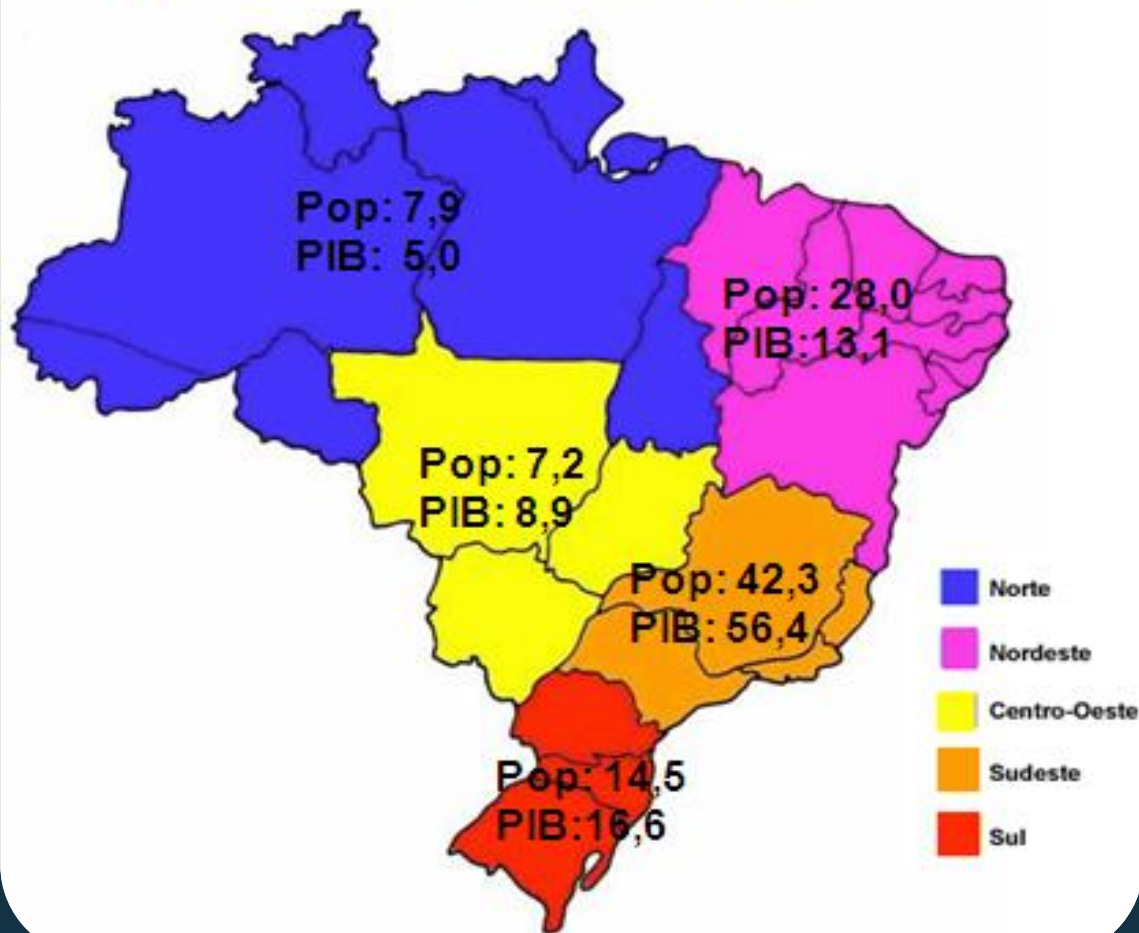 Pop: 7,9
PIB: 5,0
Pop: 28,0
PIB:13,1
Pop: 7,2
PIB: 8,9
Pop: 42,3
PIB: 56,4
Pop: 14,5
PIB:16,6
Norte
Nordeste
Centro-Oeste
Sudeste
Sul